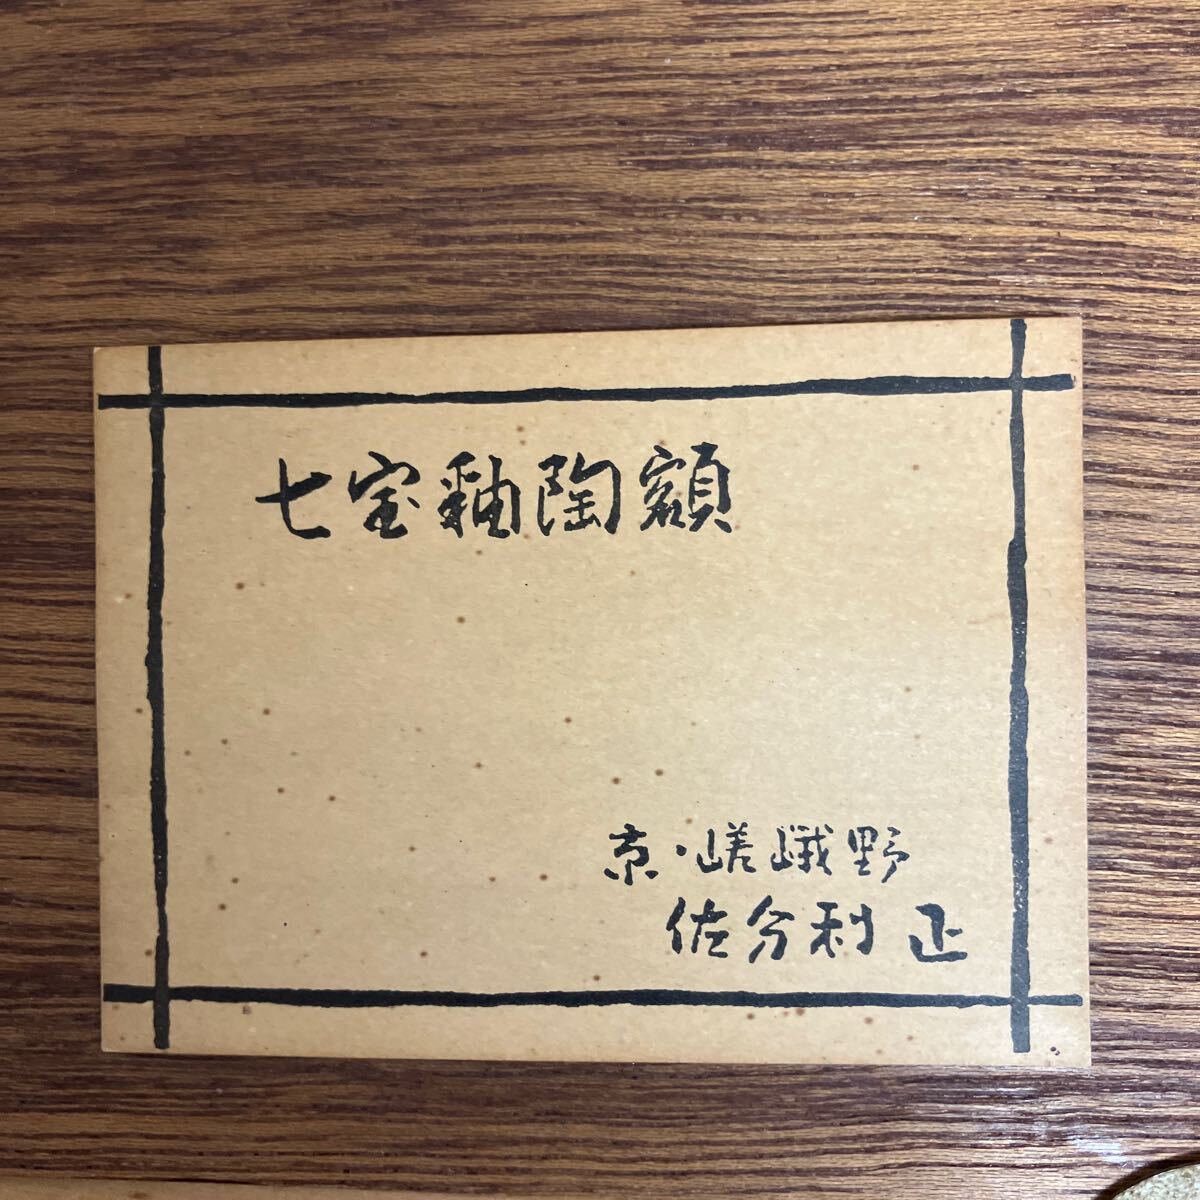 七宝釉陶額
京・嵯峨野
佐分利 正